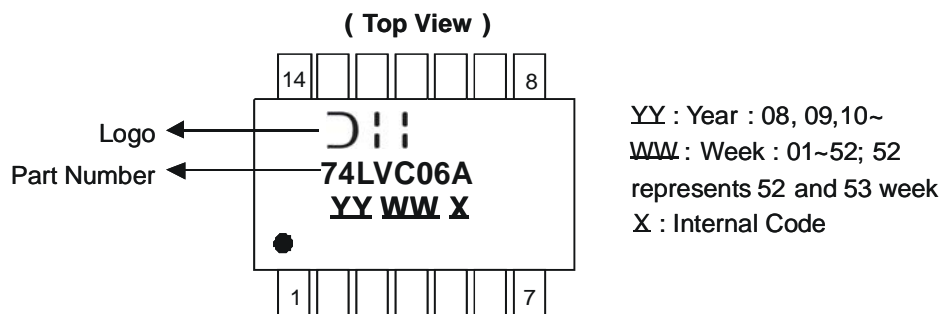 ( Top View )
14
8
Logo
74LVC06A
Part Number
YY WW X
1
7
YY : Year : 08, 09,10~
WW : Week : 01~52; 52
represents 52 and 53 week
X : Internal Code